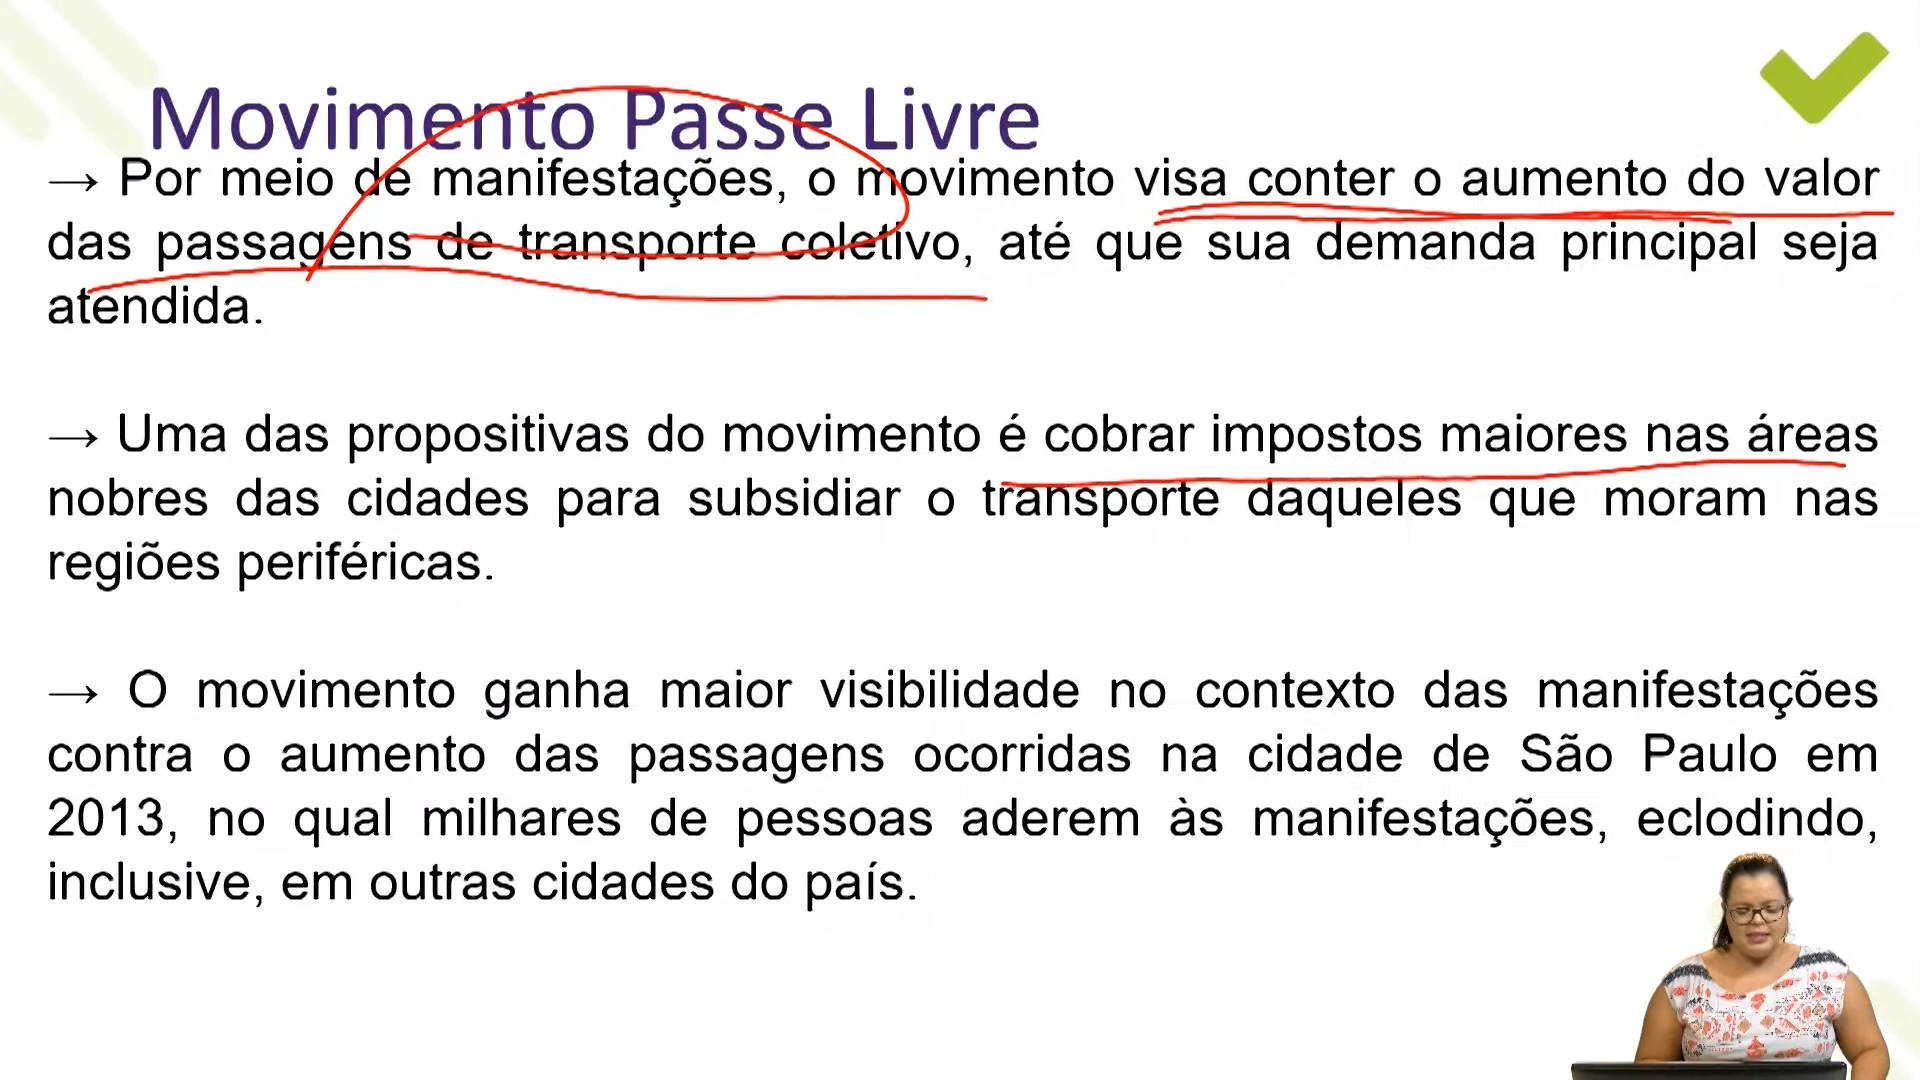 Movimento Passe Livre
→ Por meio de manifestações, o movimento visa conter o aumento do valor
das passagens de transporte coletivo, até que sua demanda principal seja
atendida.
→ Uma das propositivas do movimento é cobrar impostos maiores nas áreas
nobres das cidades para subsidiar o transporte daqueles que moram nas
regiões periféricas.
→ O movimento ganha maior visibilidade no contexto das manifestações
contra o aumento das passagens ocorridas na cidade de São Paulo em
2013, no qual milhares de pessoas aderem às manifestações, eclodindo,
inclusive, em outras cidades do país.